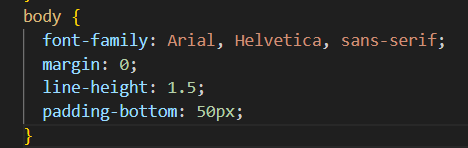 body {
  font-family: Arial, Helvetica, sans-serif;
  margin: 0;
  line-height: 1.5;
  padding-bottom: 50px;
}